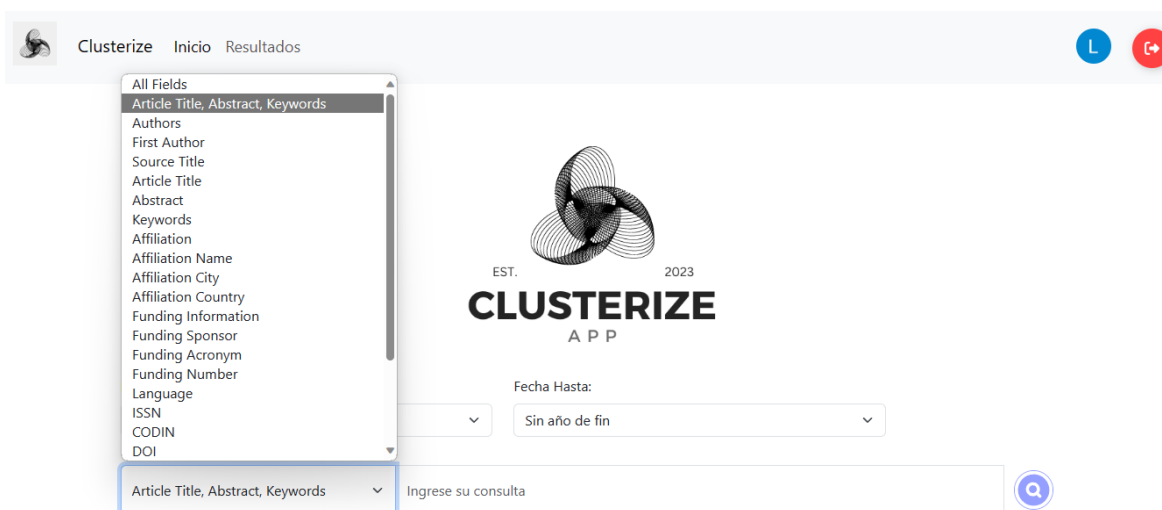 Clusterize Inicio Resultados L
All Fields
Article Title, Abstract, Keywords
Authors
First Author
Source Title
Article Title
Abstract
Keywords
Affiliation
Affiliation Name
Affiliation City
Affiliation Country
Funding Information
Funding Sponsor
Funding Acronym
Funding Number
Language
ISSN
CODIN
DOI
EST. 2023
CLUSTERIZE
APP
Fecha Hasta:
Sin año de fin
Article Title, Abstract, Keywords Ingrese su consulta